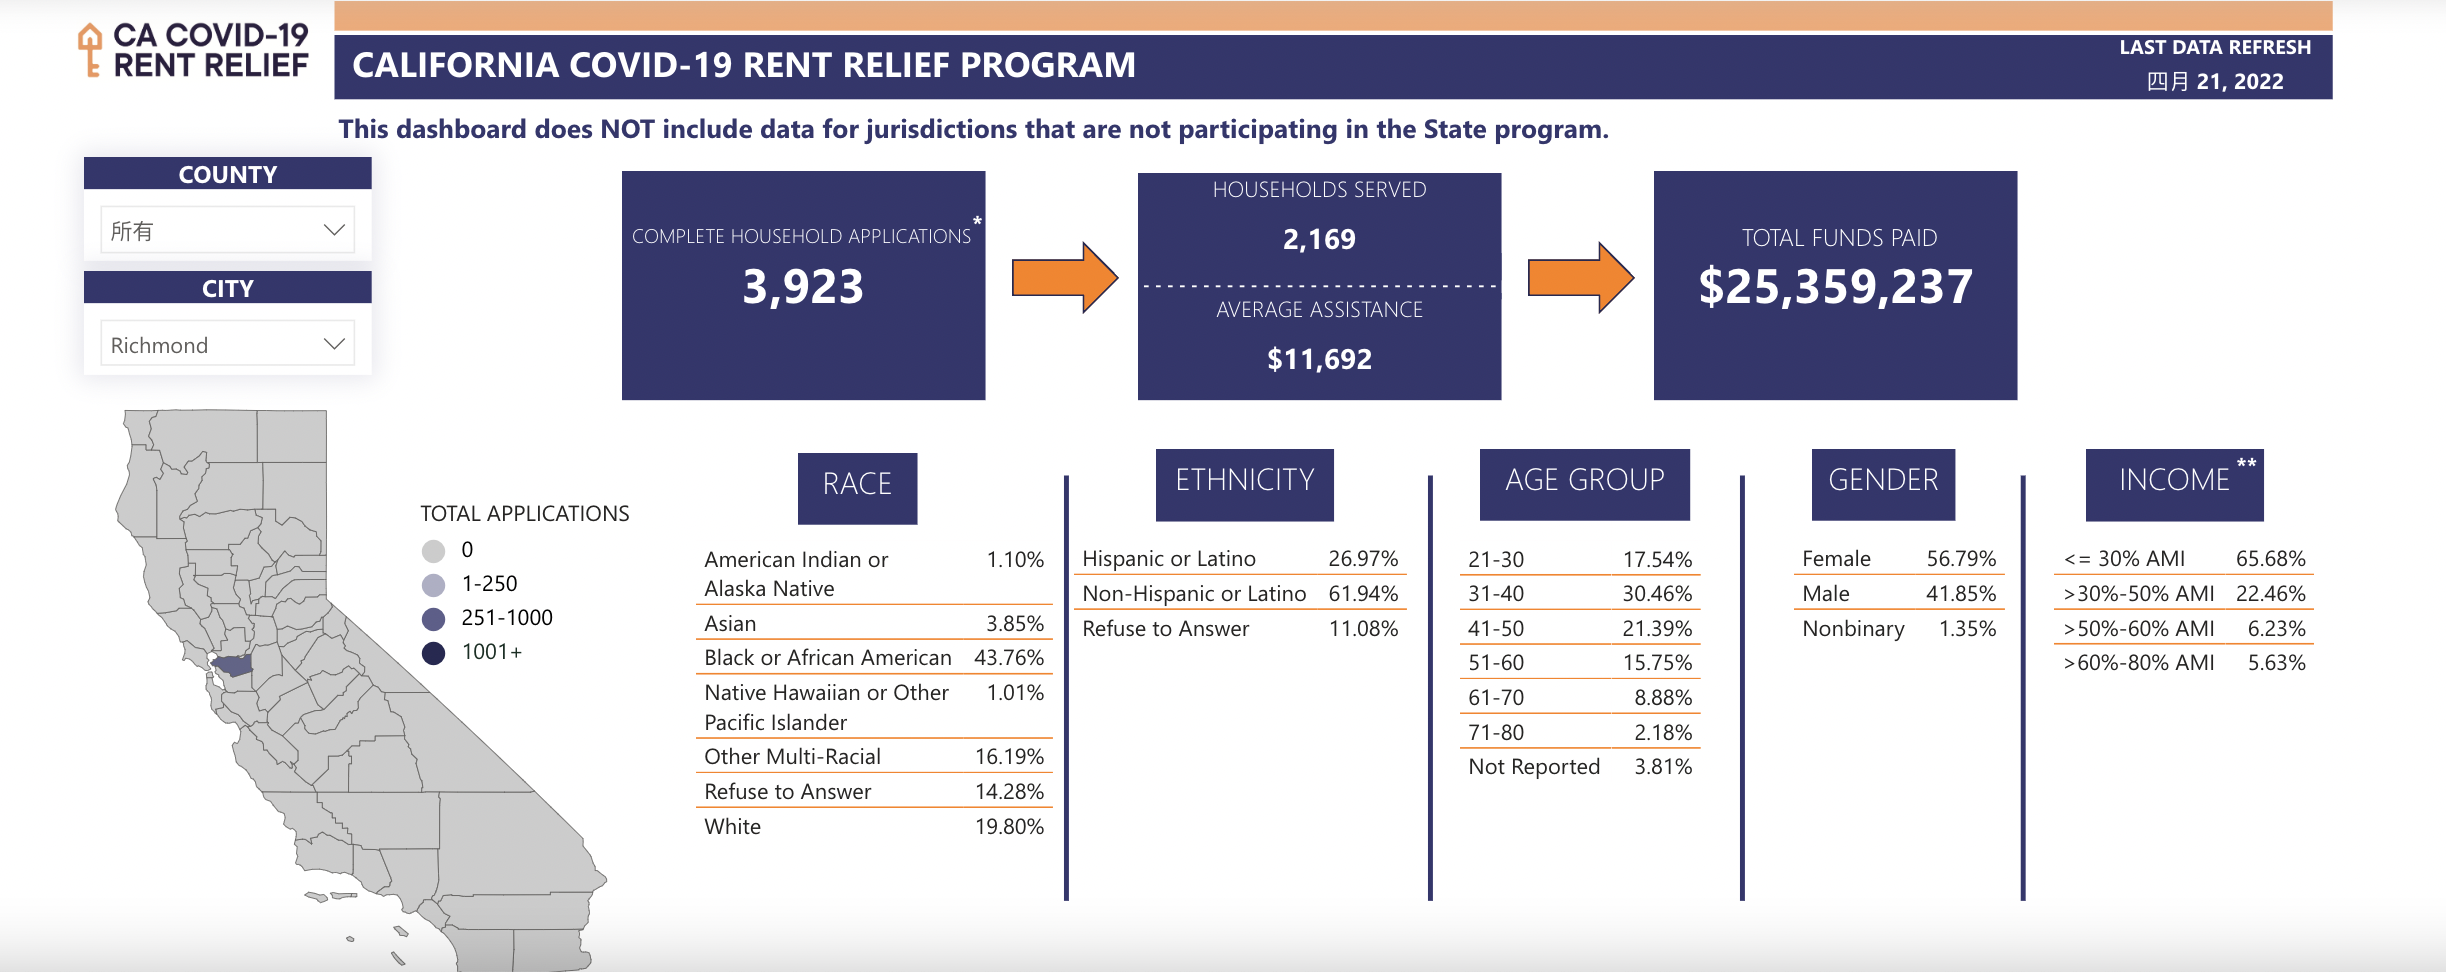 CA COVID-19
RENT RELIEF
CALIFORNIA COVID-19 RENT RELIEF PROGRAM
LAST DATA REFRESH
四月 21, 2022
This dashboard does NOT include data for jurisdictions that are not participating in the State program.
COUNTY
所有
CITY
Richmond
COMPLETE HOUSEHOLD APPLICATIONS*
3,923
HOUSEHOLDS SERVED
2,169
AVERAGE ASSISTANCE
$11,692
TOTAL FUNDS PAID
$25,359,237
TOTAL APPLICATIONS
0
1-250
251-1000
1001+
RACE
American Indian or 1.10%
Alaska Native
Asian 3.85%
Black or African American 43.76%
Native Hawaiian or Other 1.01%
Pacific Islander
Other Multi-Racial 16.19%
Refuse to Answer 14.28%
White 19.80%
ETHNICITY
Hispanic or Latino 26.97%
Non-Hispanic or Latino 61.94%
Refuse to Answer 11.08%
AGE GROUP
21-30 17.54%
31-40 30.46%
41-50 21.39%
51-60 15.75%
61-70 8.88%
71-80 2.18%
Not Reported 3.81%
GENDER
Female 56.79%
Male 41.85%
Nonbinary 1.35%
INCOME **
<= 30% AMI 65.68%
>30%-50% AMI 22.46%
>50%-60% AMI 6.23%
>60%-80% AMI 5.63%